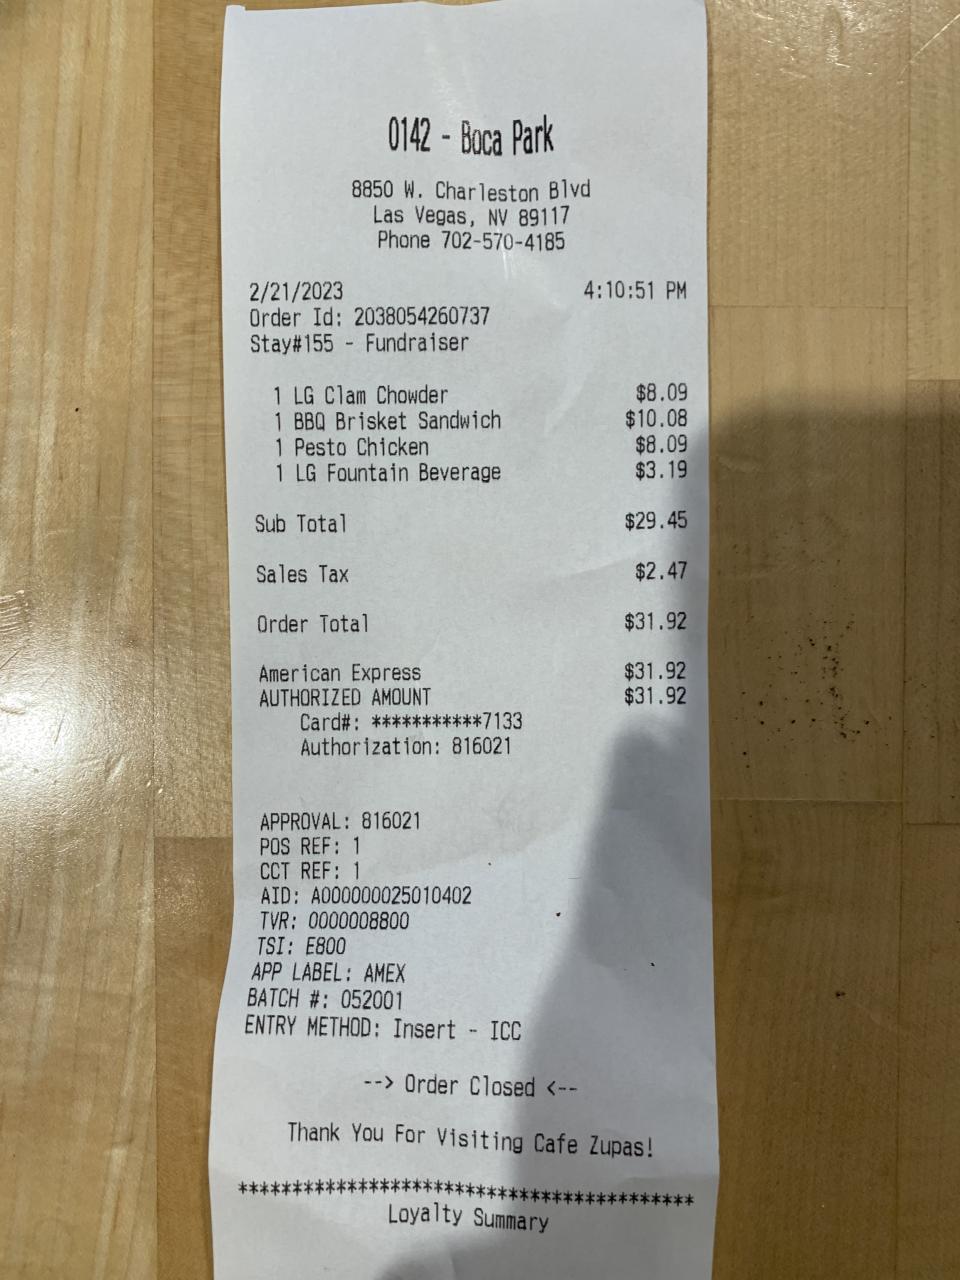 0142 - Boca Park
8850 W. Charleston Blvd
Las Vegas, NV 89117
Phone 702-570-4185
2/21/2023 4:10:51 PM
Order Id: 2038054260737
Stay#155 - Fundraiser
1 LG Clam Chowder $8.09
1 BBQ Brisket Sandwich $10.08
1 Pesto Chicken $8.09
1 LG Fountain Beverage $3.19
Sub Total $29.45
Sales Tax $2.47
Order Total $31.92
American Express $31.92
AUTHORIZED AMOUNT $31.92
Card#: ***********7133
Authorization: 816021
APPROVAL: 816021
POS REF: 1
CCT REF: 1
AID: A000000025010402
TVR: 0000008800
TSI: E800
APP LABEL: AMEX
BATCH #: 052001
ENTRY METHOD: Insert - ICC
--> Order Closed <--
Thank You For Visiting Cafe Zupas!
******************************************
Loyalty Summary